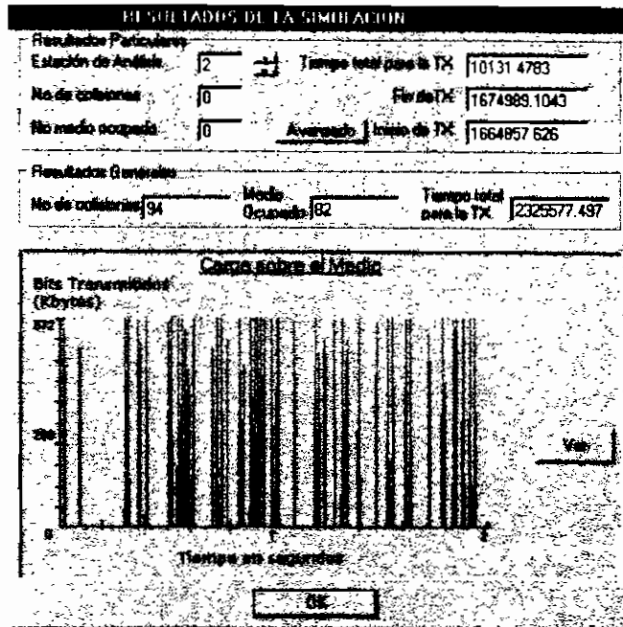 RESULTADOS DE LA SIMULACION
Resultados Particulares
Estación de Análisis 2 Tiempo total para la TX. 10131.4783
No de colisiones 0 Fin de TX. 1674989.1043
No medio ocupado 0 Avanzado Inicio de TX. 1664857.626
Resultados Generales
No de colisiones 94 Medio Ocupado 82 Tiempo total para la TX. 2325577.497
Carga sobre el Medio
Bits Transmitidos
(Kbytes)
0
Tiempo en segundos
Ver
OK